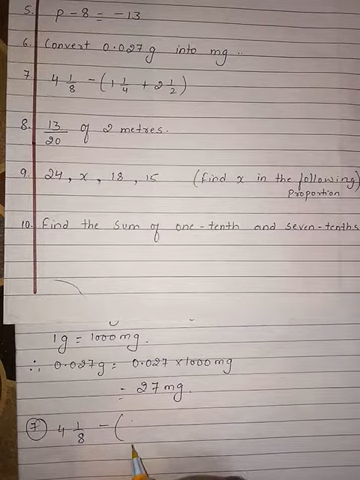 5. p - 8 = -13
6. Convert 0.027 g into mg.
7. 4 1/8 - (1 1/4 + 2 1/2)
8. 13/20 of 2 metres.
9. 24, x, 18, 15 (find x in the following
Proportion
10. Find the sum of one-tenth and seven-tenths
1g = 1000mg.
∴ 0.027g = 0.027 × 1000 mg
= 27 mg.
7 4 1/8 - (